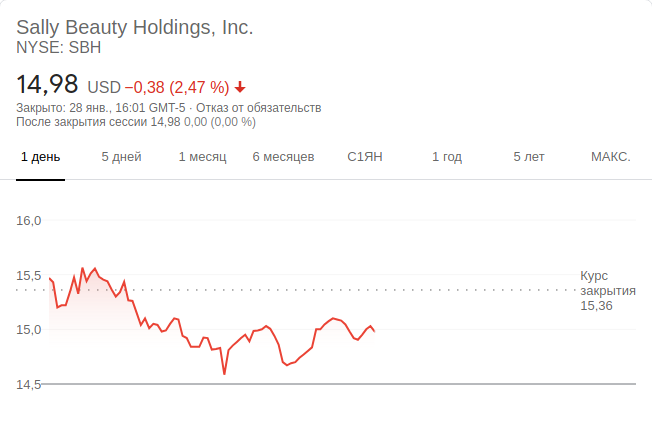 Sally Beauty Holdings, Inc.
NYSE: SBH
14,98 USD −0,38 (2,47 %)
Закрыто: 28 янв., 16:01 GMT-5 · Отказ от обязательств
После закрытия сессии 14,98 0,00 (0,00 %)
1 день 5 дней 1 месяц 6 месяцев С1ЯН 1 год 5 лет МАКС.
16,0
15,5
Курс
закрытия
15,36
15,0
14,5